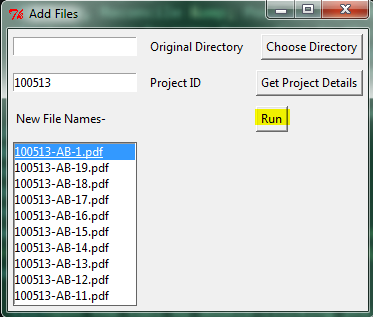 Add Files
Original Directory Choose Directory
100513 Project ID Get Project Details
New File Names- Run
100513-AB-1.pdf
100513-AB-19.pdf
100513-AB-18.pdf
100513-AB-17.pdf
100513-AB-16.pdf
100513-AB-15.pdf
100513-AB-14.pdf
100513-AB-13.pdf
100513-AB-12.pdf
100513-AB-11.pdf